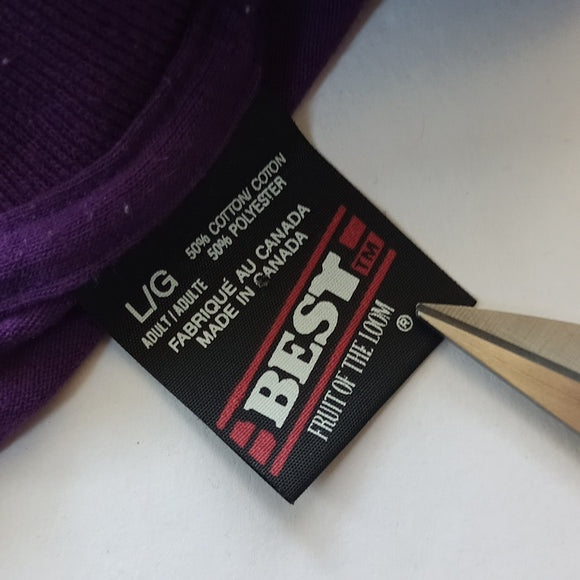 50% COTTON/ COTON
50% POLYESTER
L/G
ADULT / ADULTE
FABRIQUÉ AU CANADA
MADE IN CANADA
BEST TM
FRUIT OF THE LOOM ®